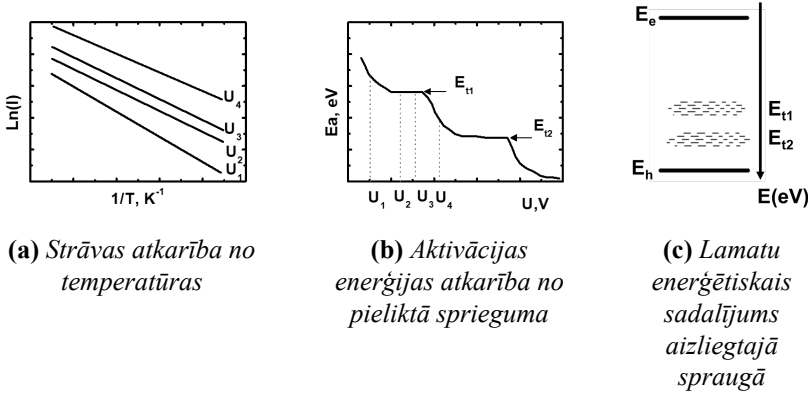 Ln(I)
U4
U3
U2
U1
1/T, K-1
Ea, eV
Et1
Et2
U1 U2 U3 U4 U,V
Ee
Et1
Et2
Eh
E(eV)
(a) Strāvas atkarība no
temperatūras
(b) Aktivācijas
enerģijas atkarība no
pieliktā sprieguma
(c) Lamatu
enerģētiskais
sadalījums
aizliegtajā
spraugā